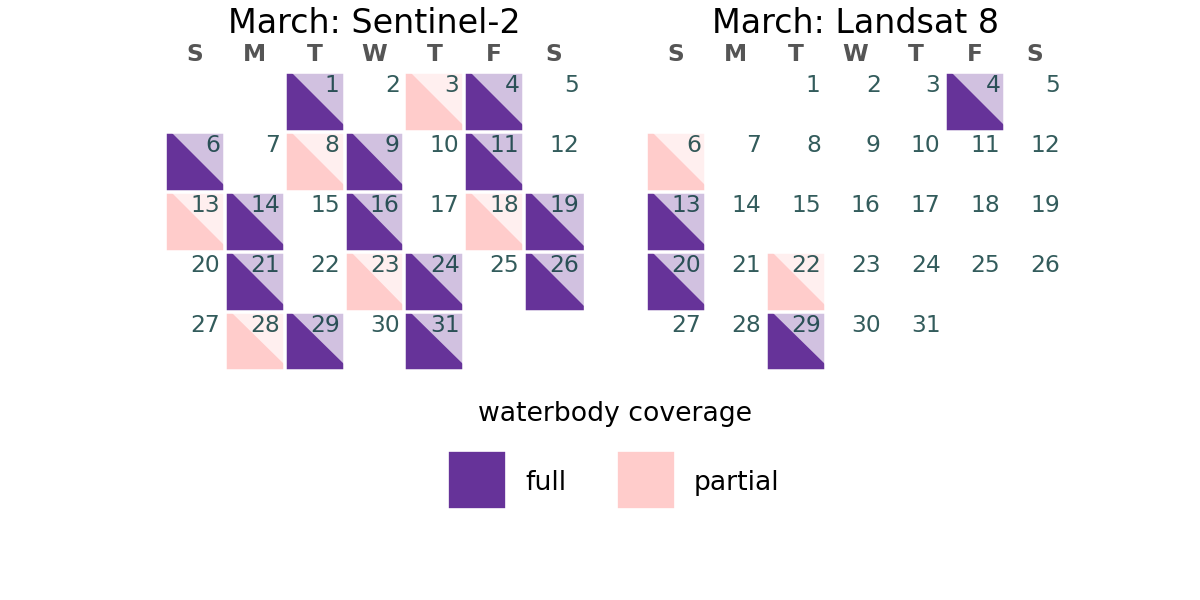 March: Sentinel-2
S M T W T F S
1 2 3 4 5
6 7 8 9 10 11 12
13 14 15 16 17 18 19
20 21 22 23 24 25 26
27 28 29 30 31
March: Landsat 8
S M T W T F S
1 2 3 4 5
6 7 8 9 10 11 12
13 14 15 16 17 18 19
20 21 22 23 24 25 26
27 28 29 30 31
waterbody coverage
full partial